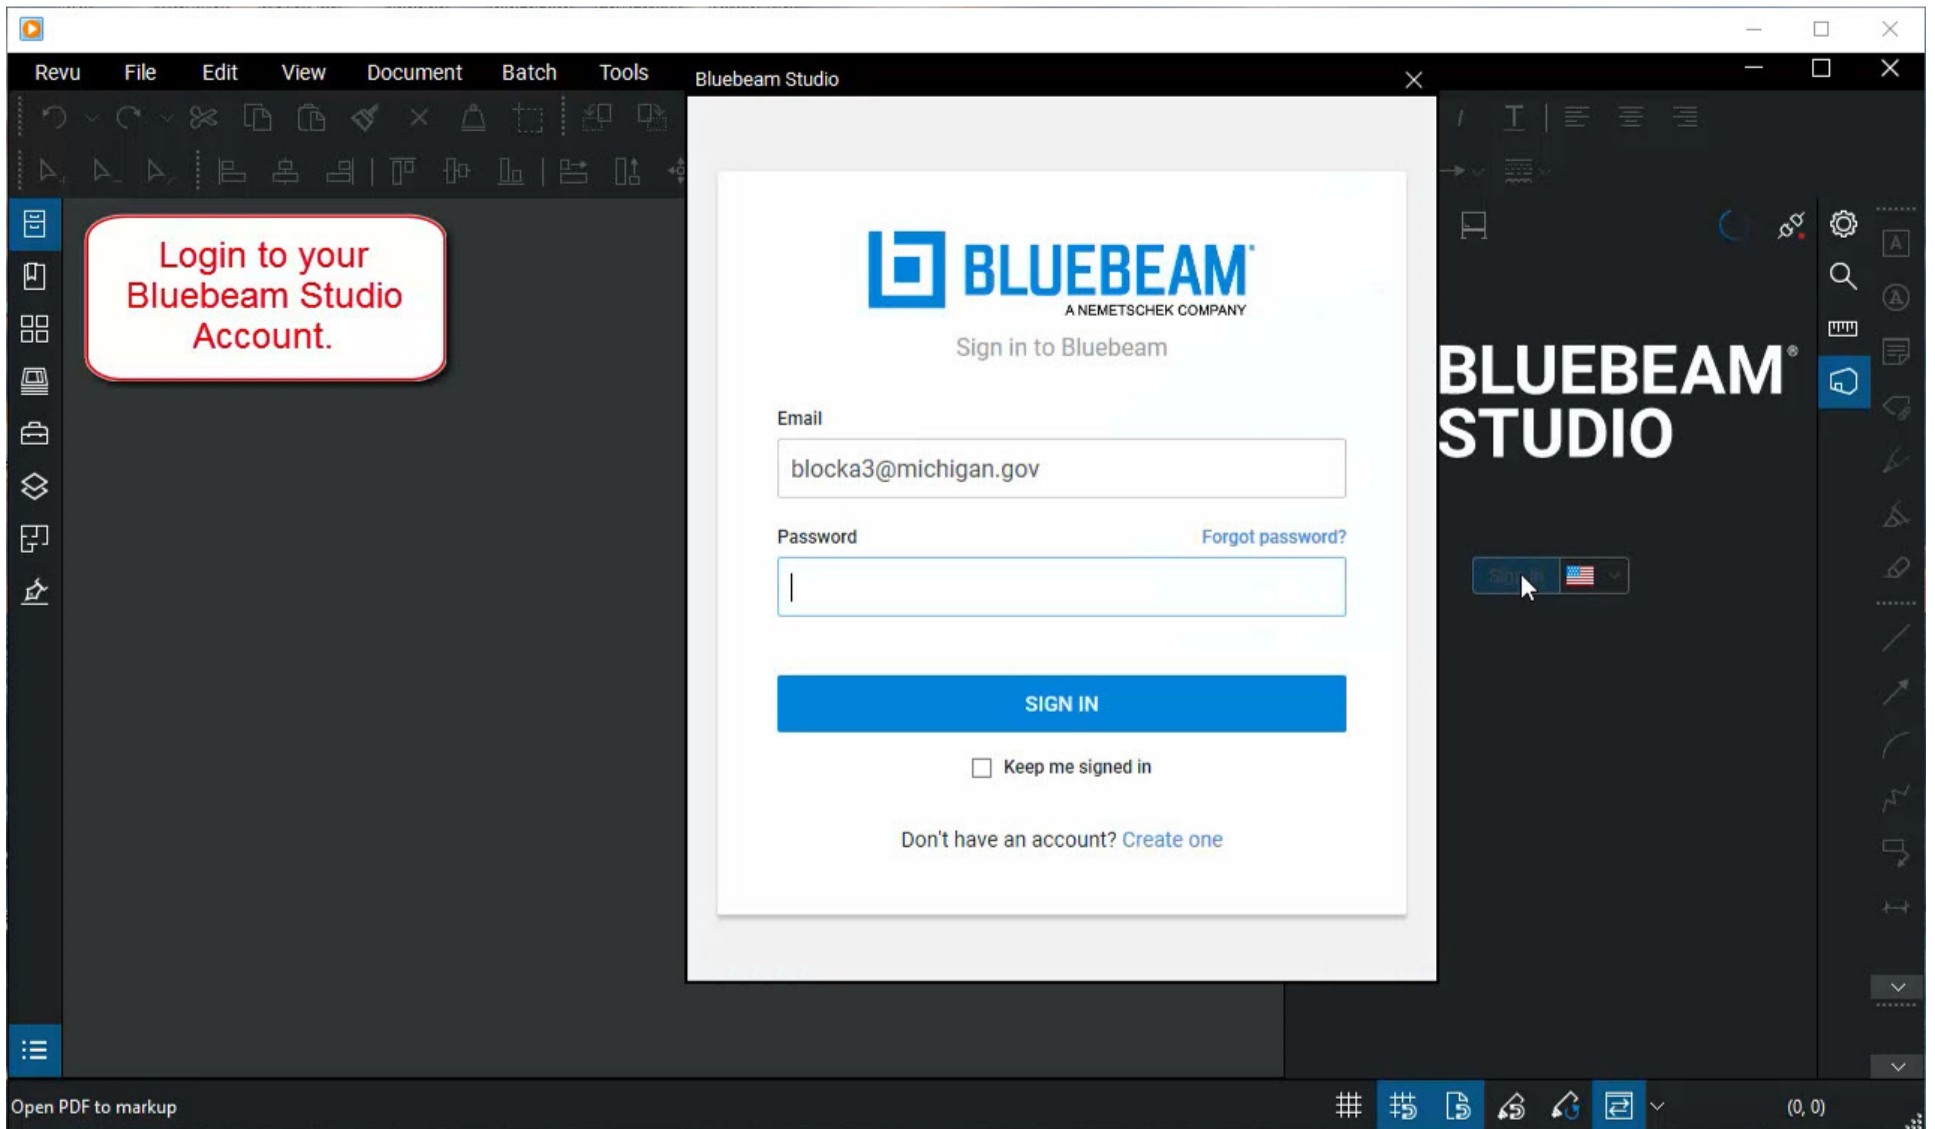 Revu File Edit View Document Batch Tools
Bluebeam Studio
Login to your
Bluebeam Studio
Account.
BLUEBEAM
A NEMETSCHEK COMPANY
Sign in to Bluebeam
Email
blocka3@michigan.gov
Password Forgot password?
SIGN IN
Keep me signed in
Don't have an account? Create one
BLUEBEAM®
STUDIO
Open PDF to markup
(0, 0)